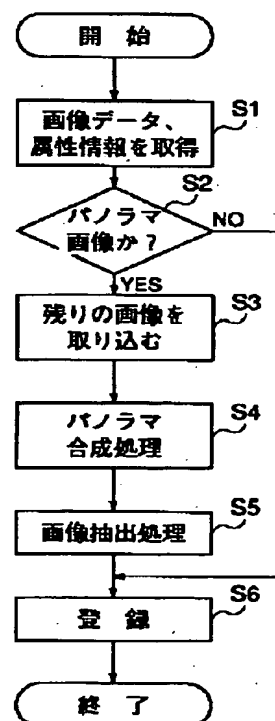 開 始
S1
画像データ、
属性情報を取得
S2
パノラマ
画像か?
NO
YES
S3
残りの画像を
取り込む
S4
パノラマ
合成処理
S5
画像抽出処理
S6
登 録
終 了